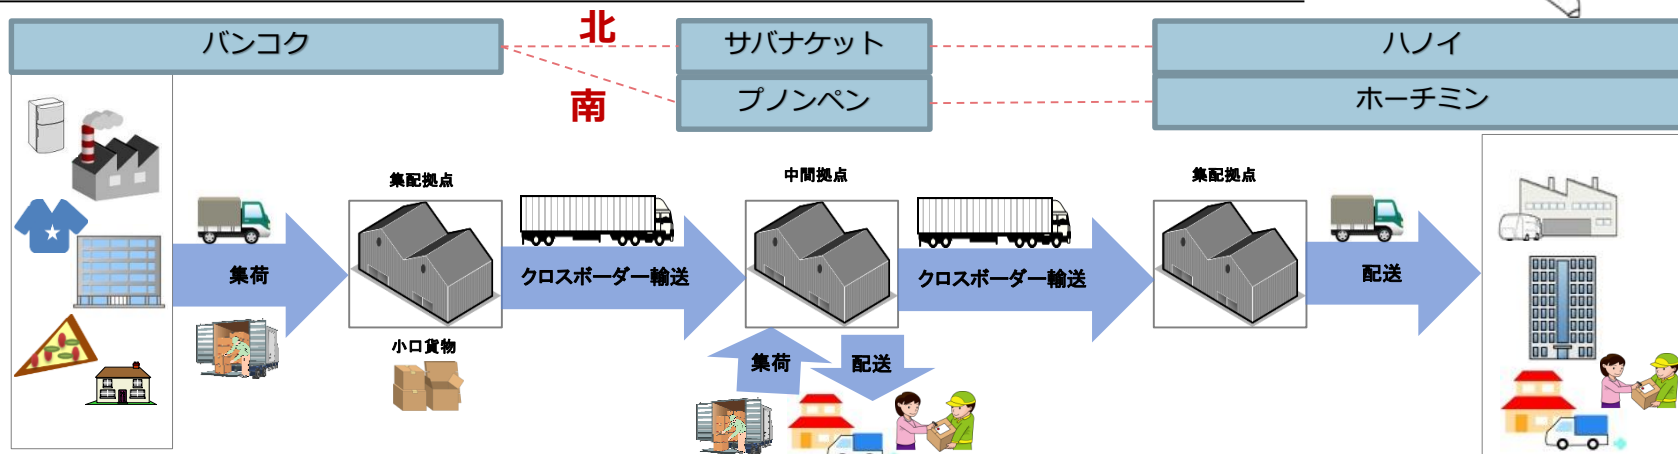 バンコク
北
サバナケット
ハノイ
南
プノンペン
ホーチミン
集配拠点
中間拠点
集配拠点
集荷
クロスボーダー輸送
クロスボーダー輸送
配送
小口貨物
集荷
配送